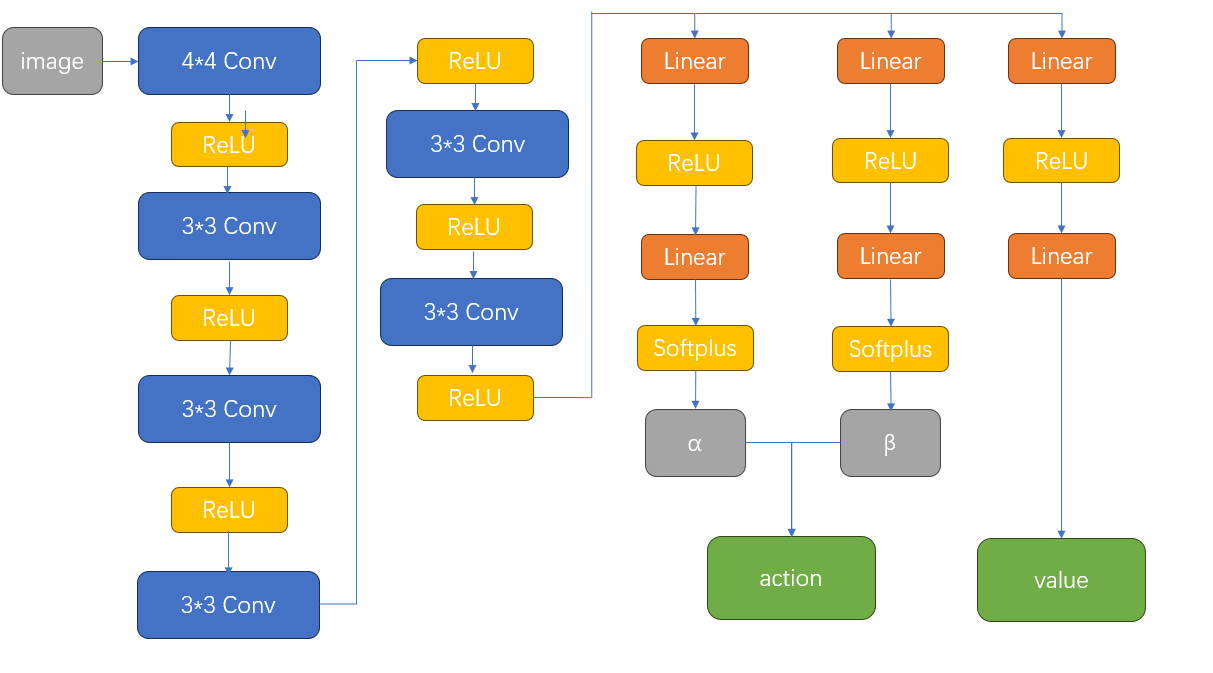 image
4*4 Conv
ReLU
3*3 Conv
ReLU
3*3 Conv
ReLU
3*3 Conv
ReLU
3*3 Conv
ReLU
3*3 Conv
ReLU
Linear
ReLU
Linear
Softplus
α
Linear
ReLU
Linear
Softplus
β
action
Linear
ReLU
Linear
value